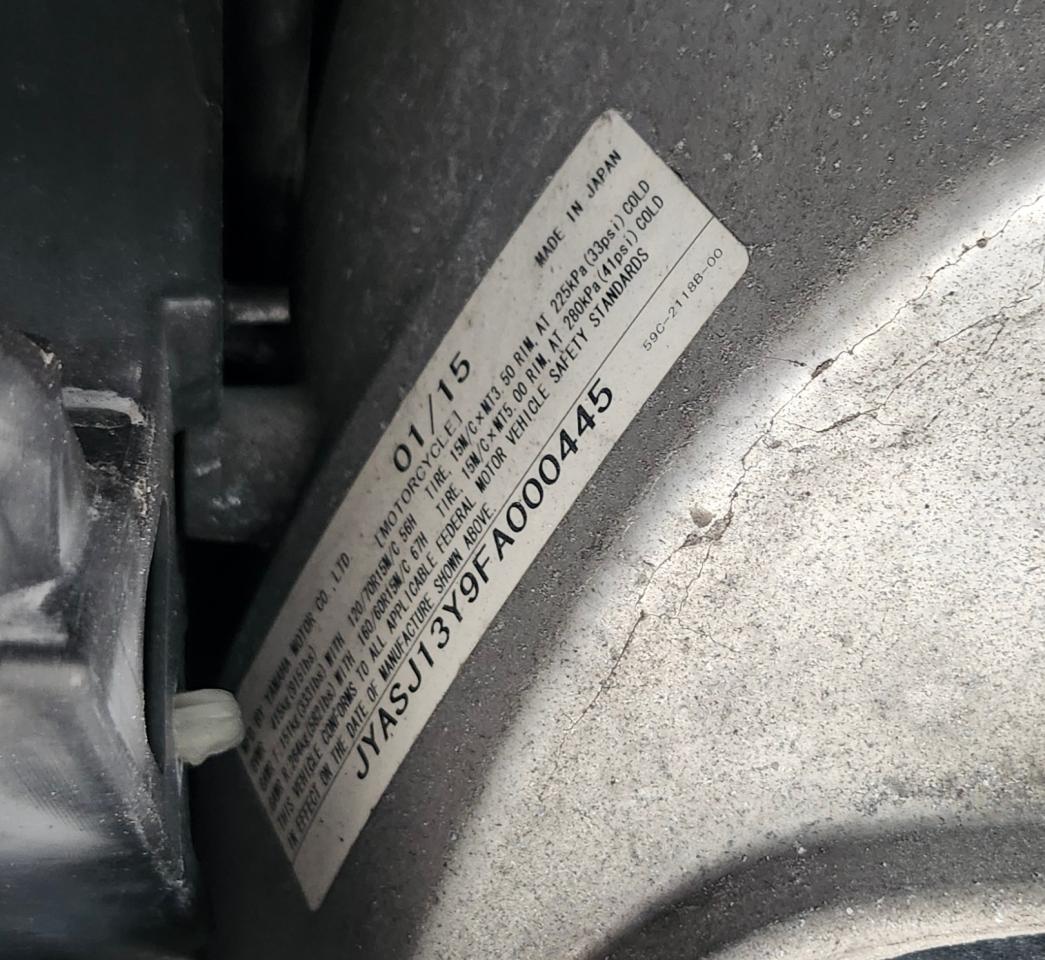 BY YAMAHA MOTOR CO., LTD. 01/15 MADE IN JAPAN
415kg(915lbs) [MOTORCYCLE]
151kg(333lbs) WITH 120/70R15M/C 56H TIRE, 15M/C×MT3.50 RIM, AT 225kPa(33psi) COLD
264kg(582lbs) WITH 160/60R15M/C 67H TIRE, 15M/C×MT5.00 RIM, AT 280kPa(41psi) COLD
THIS VEHICLE CONFORMS TO ALL APPLICABLE FEDERAL MOTOR VEHICLE SAFETY STANDARDS
IN EFFECT ON THE DATE OF MANUFACTURE SHOWN ABOVE.
JYASJ13Y9FA000445
59C-2118B-00